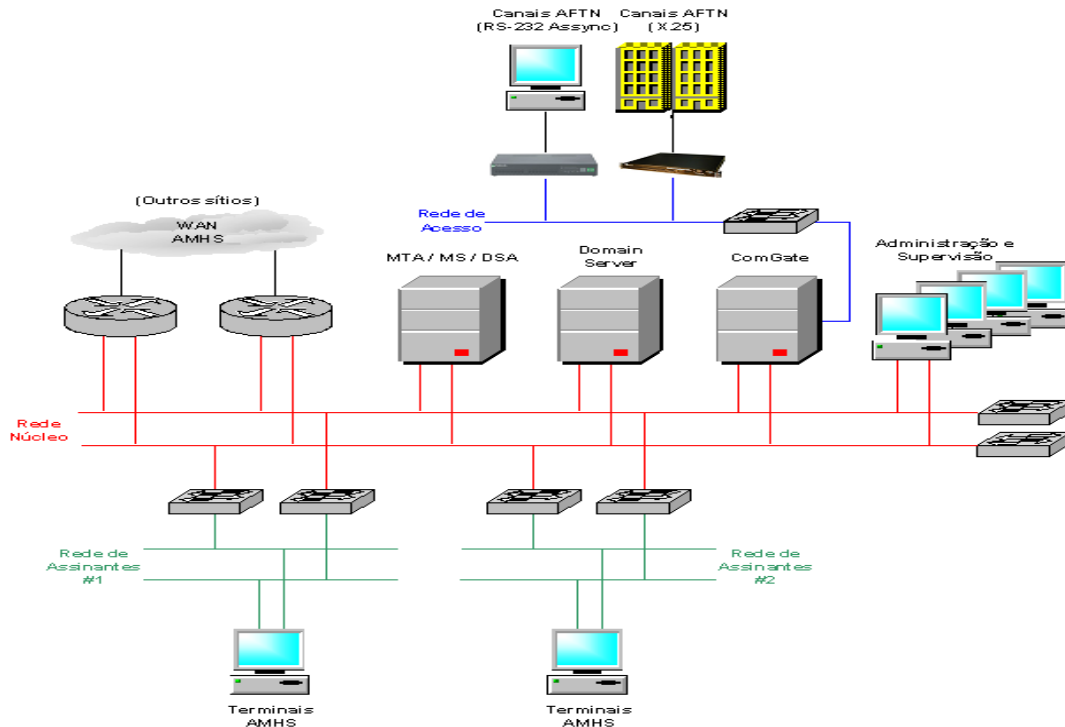 Canais AFTN
(RS-232 Assync)
Canais AFTN
(X.25)
(Outros sítios)
WAN
AMHS
Rede de
Acesso
MTA / MS / DSA
Domain
Server
ComGate
Administração e
Supervisão
Rede
Núcleo
Rede de
Assinantes
#1
Rede de
Assinantes
#2
Terminais
AMHS
Terminais
AMHS